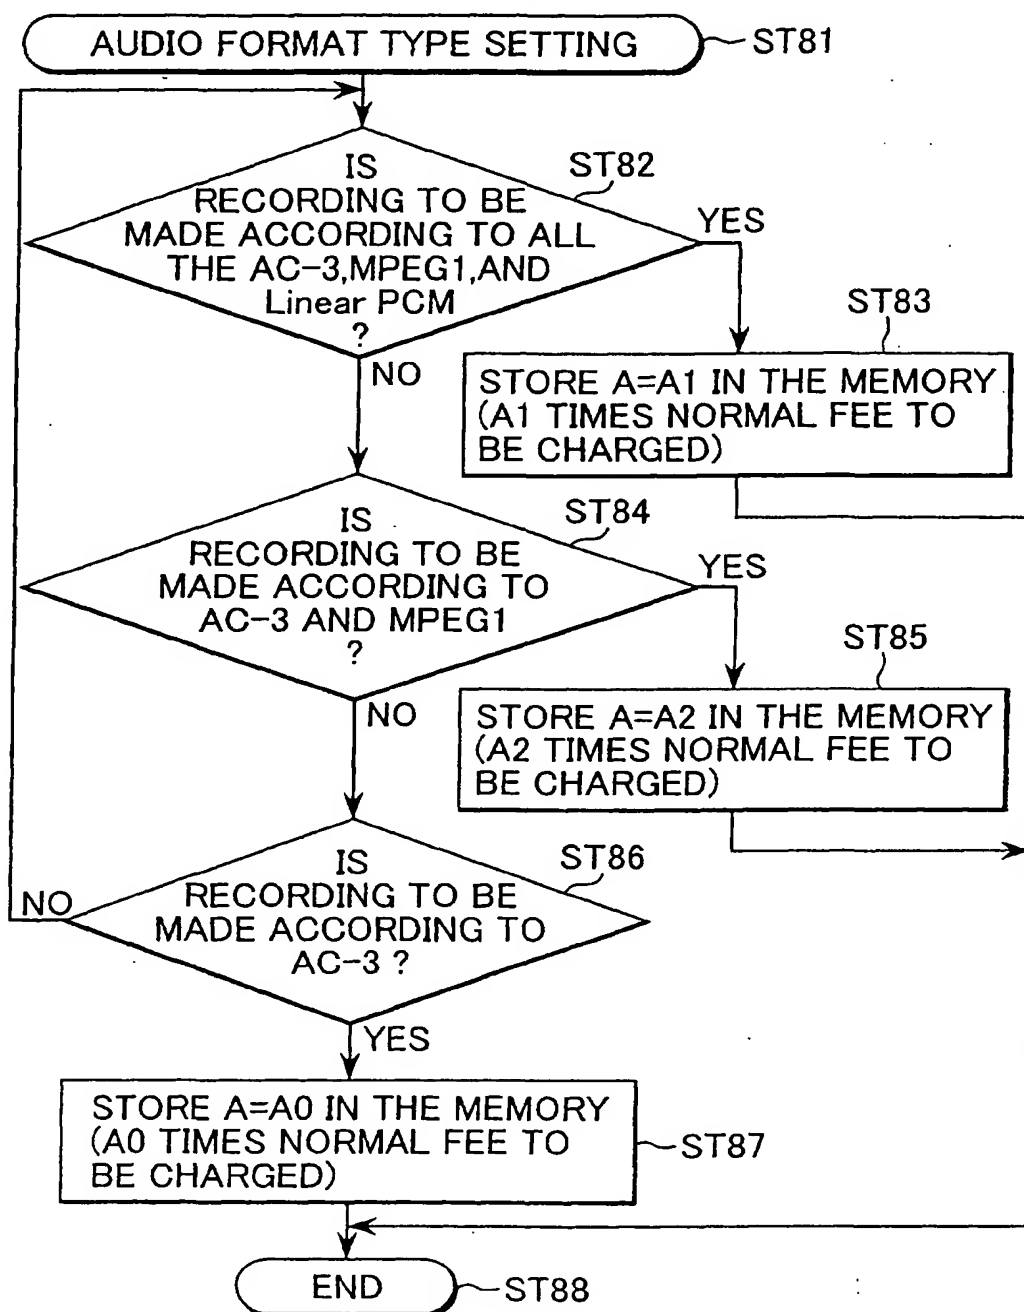 AUDIO FORMAT TYPE SETTING
ST81
IS
RECORDING TO BE
MADE ACCORDING TO ALL
THE AC-3,MPEG1,AND
Linear PCM
?
ST82
YES
NO
ST83
STORE A=A1 IN THE MEMORY
(A1 TIMES NORMAL FEE TO
BE CHARGED)
IS
RECORDING TO BE
MADE ACCORDING TO
AC-3 AND MPEG1
?
ST84
YES
NO
ST85
STORE A=A2 IN THE MEMORY
(A2 TIMES NORMAL FEE TO
BE CHARGED)
IS
RECORDING TO BE
MADE ACCORDING TO
AC-3 ?
ST86
NO
YES
STORE A=A0 IN THE MEMORY
(A0 TIMES NORMAL FEE TO
BE CHARGED)
ST87
END
ST88